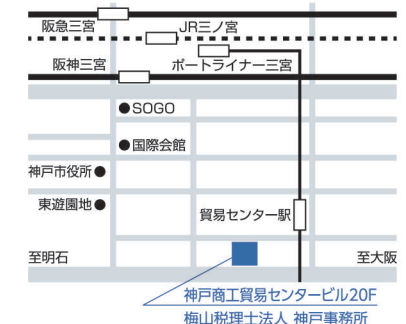 阪急三宮
JR三ノ宮
阪神三宮
ポートライナー三宮
●SOGO
●国際会館
神戸市役所●
東遊園地●
貿易センター駅
至明石
至大阪
神戸商工貿易センタービル20F
梅山税理士法人 神戸事務所